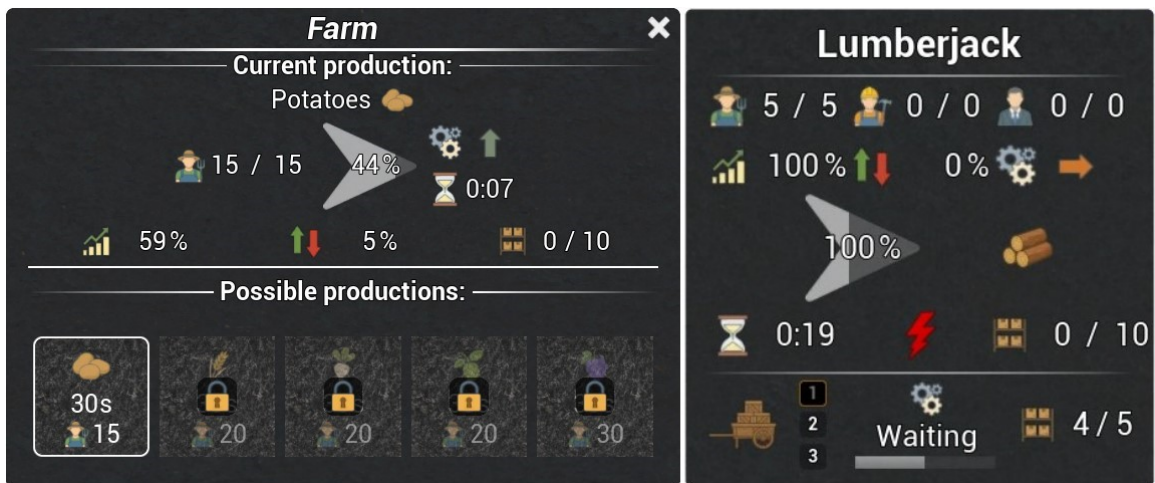 Farm
Current production:
Potatoes
15 / 15
44%
0:07
59%
5%
0 / 10
Possible productions:
30s
15
20
20
20
30
Lumberjack
5 / 5
0 / 0
0 / 0
100%
0%
100%
0:19
0 / 10
1
2
3
Waiting
4 / 5